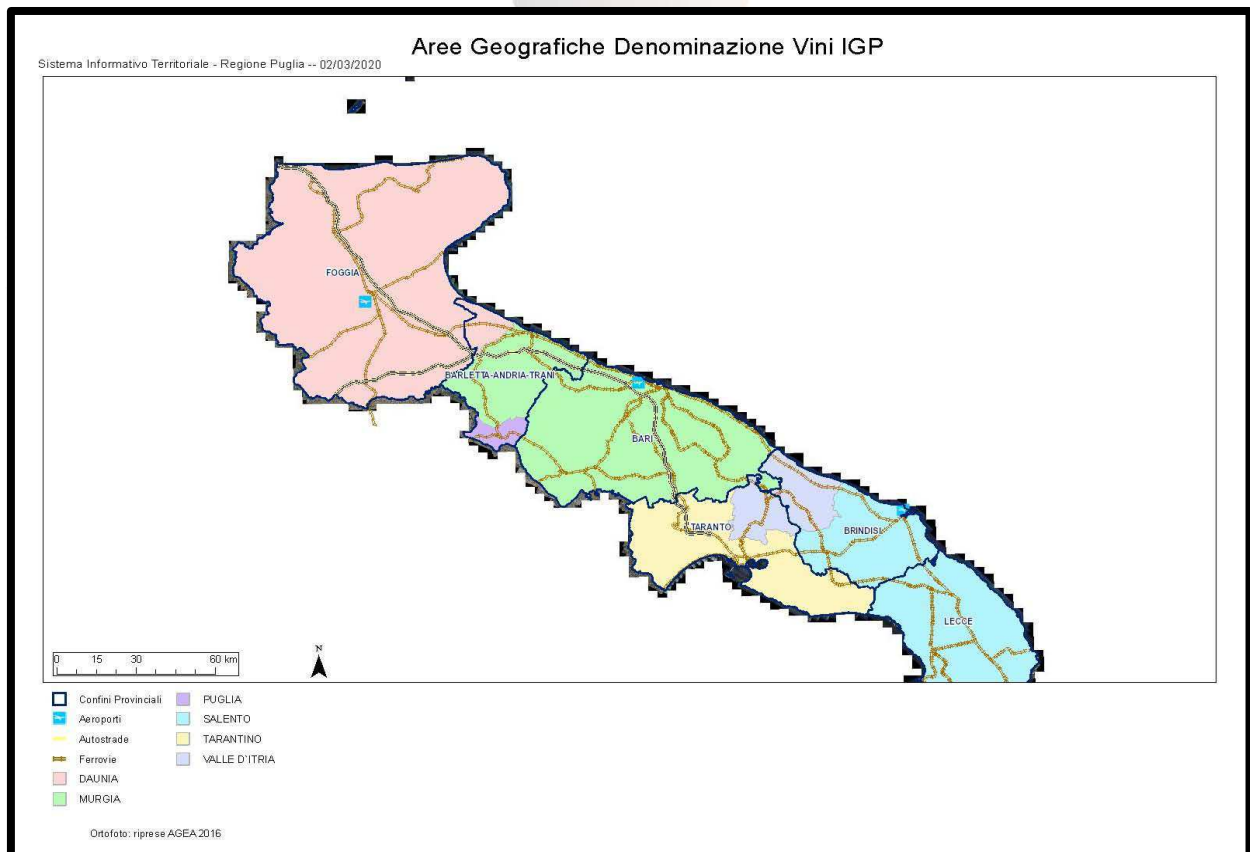 Aree Geografiche Denominazione Vini IGP
Sistema Informativo Territoriale - Regione Puglia -- 02/03/2020
FOGGIA
BARLETTA-ANDRIA-TRANI
BARI
TARANTO
BRINDISI
LECCE
N
0 15 30 60 km
Confini Provinciali
Aeroporti
Autostrade
Ferrovie
DAUNIA
MURGIA
PUGLIA
SALENTO
TARANTINO
VALLE D'ITRIA
Ortofoto: riprese AGEA 2016